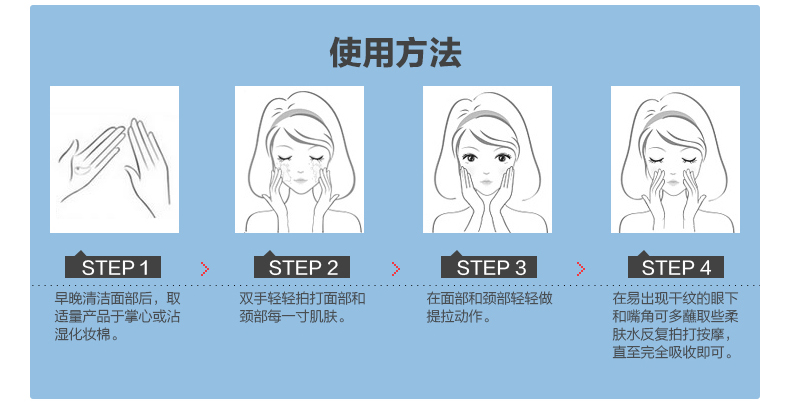 使用方法
STEP 1
STEP 2
STEP 3
STEP 4
早晚清洁面部后，取
适量产品于掌心或沾
湿化妆棉。
双手轻轻拍打面部和
颈部每一寸肌肤。
在面部和颈部轻轻做
提拉动作。
在易出现干纹的眼下
和嘴角可多蘸取些柔
肤水反复拍打按摩，
直至完全吸收即可。